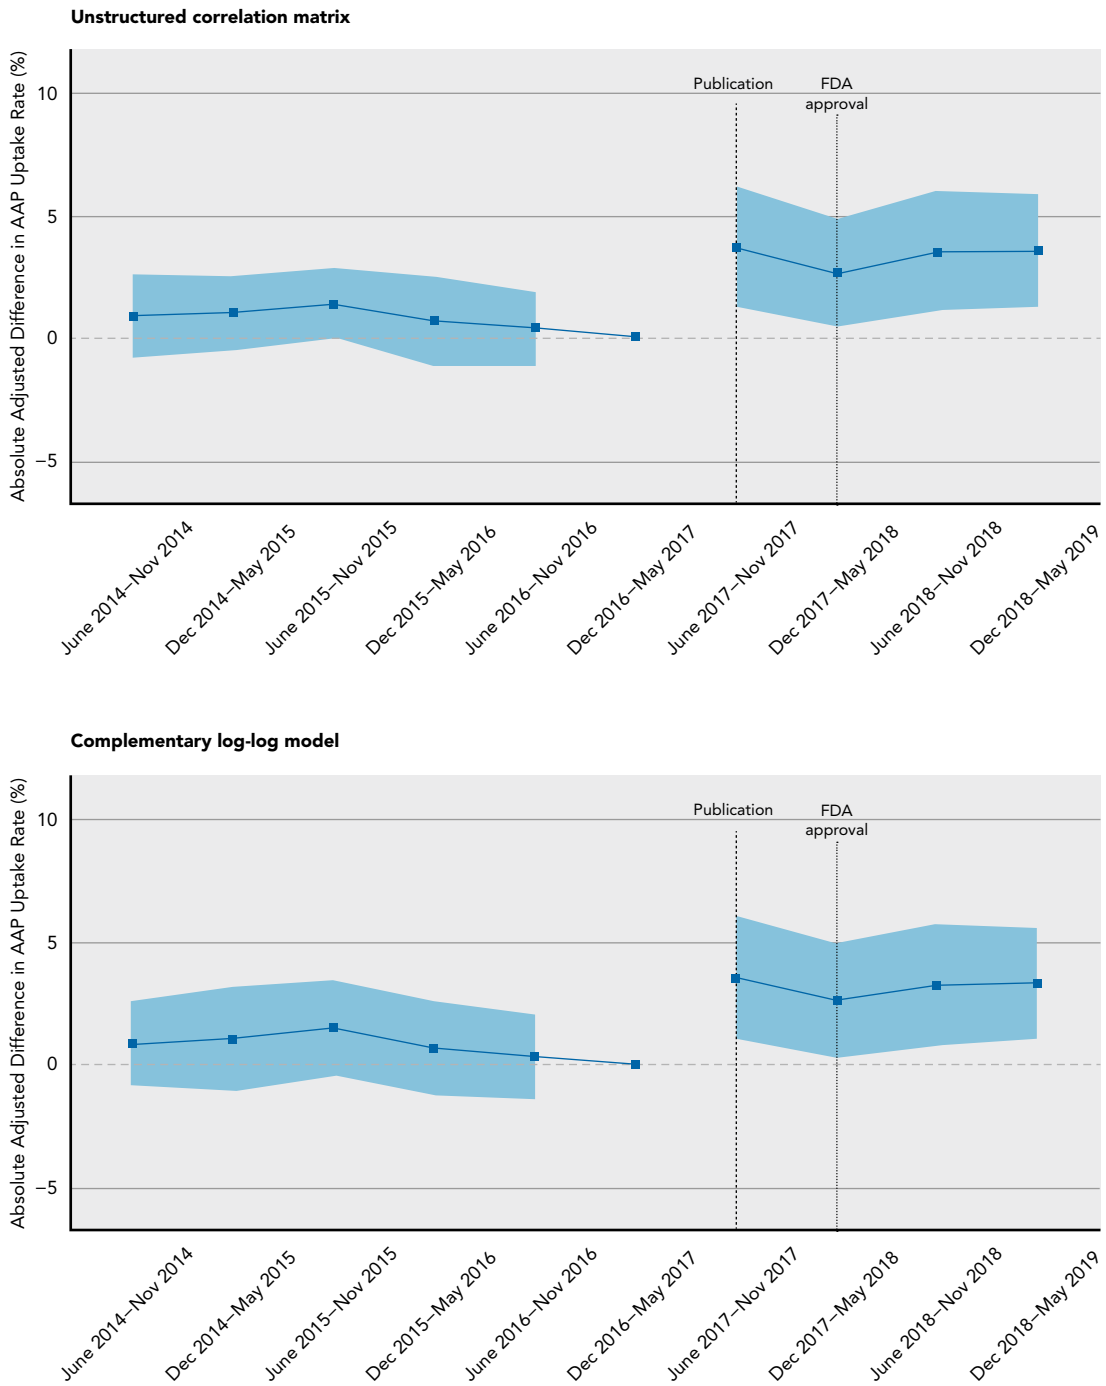 Unstructured correlation matrix
Absolute Adjusted Difference in AAP Uptake Rate (%)
10
5
0
−5
Publication
FDA
approval
June 2014–Nov 2014
Dec 2014–May 2015
June 2015–Nov 2015
Dec 2015–May 2016
June 2016–Nov 2016
Dec 2016–May 2017
June 2017–Nov 2017
Dec 2017–May 2018
June 2018–Nov 2018
Dec 2018–May 2019
Complementary log-log model
Absolute Adjusted Difference in AAP Uptake Rate (%)
10
5
0
−5
Publication
FDA
approval
June 2014–Nov 2014
Dec 2014–May 2015
June 2015–Nov 2015
Dec 2015–May 2016
June 2016–Nov 2016
Dec 2016–May 2017
June 2017–Nov 2017
Dec 2017–May 2018
June 2018–Nov 2018
Dec 2018–May 2019